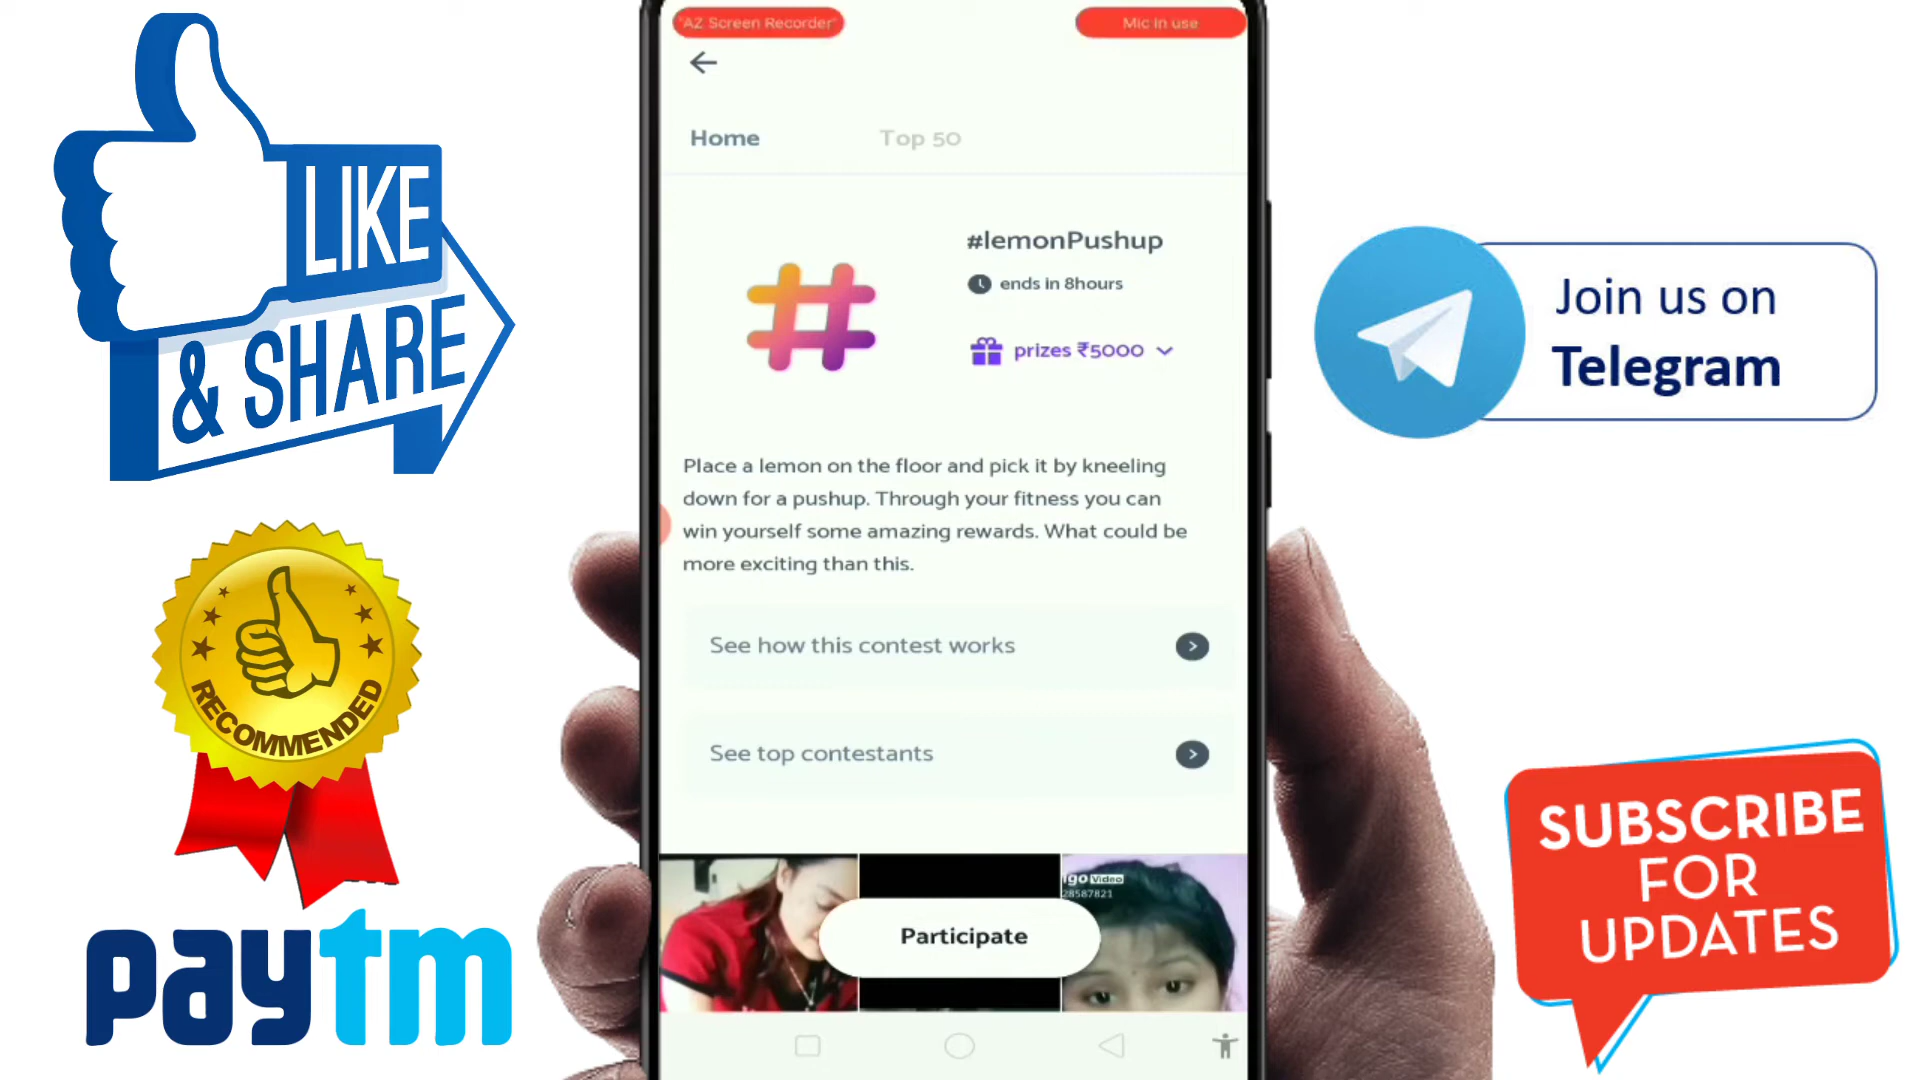 LIKE
& SHARE
RECOMMENDED
paytm
"AZ Screen Recorder"
Mic in use
Home
Top 50
#lemonPushup
ends in 8hours
prizes ₹5000
Place a lemon on the floor and pick it by kneeling
down for a pushup. Through your fitness you can
win yourself some amazing rewards. What could be
more exciting than this.
See how this contest works
See top contestants
Video
28587821
Participate
Join us on
Telegram
SUBSCRIBE
FOR
UPDATES